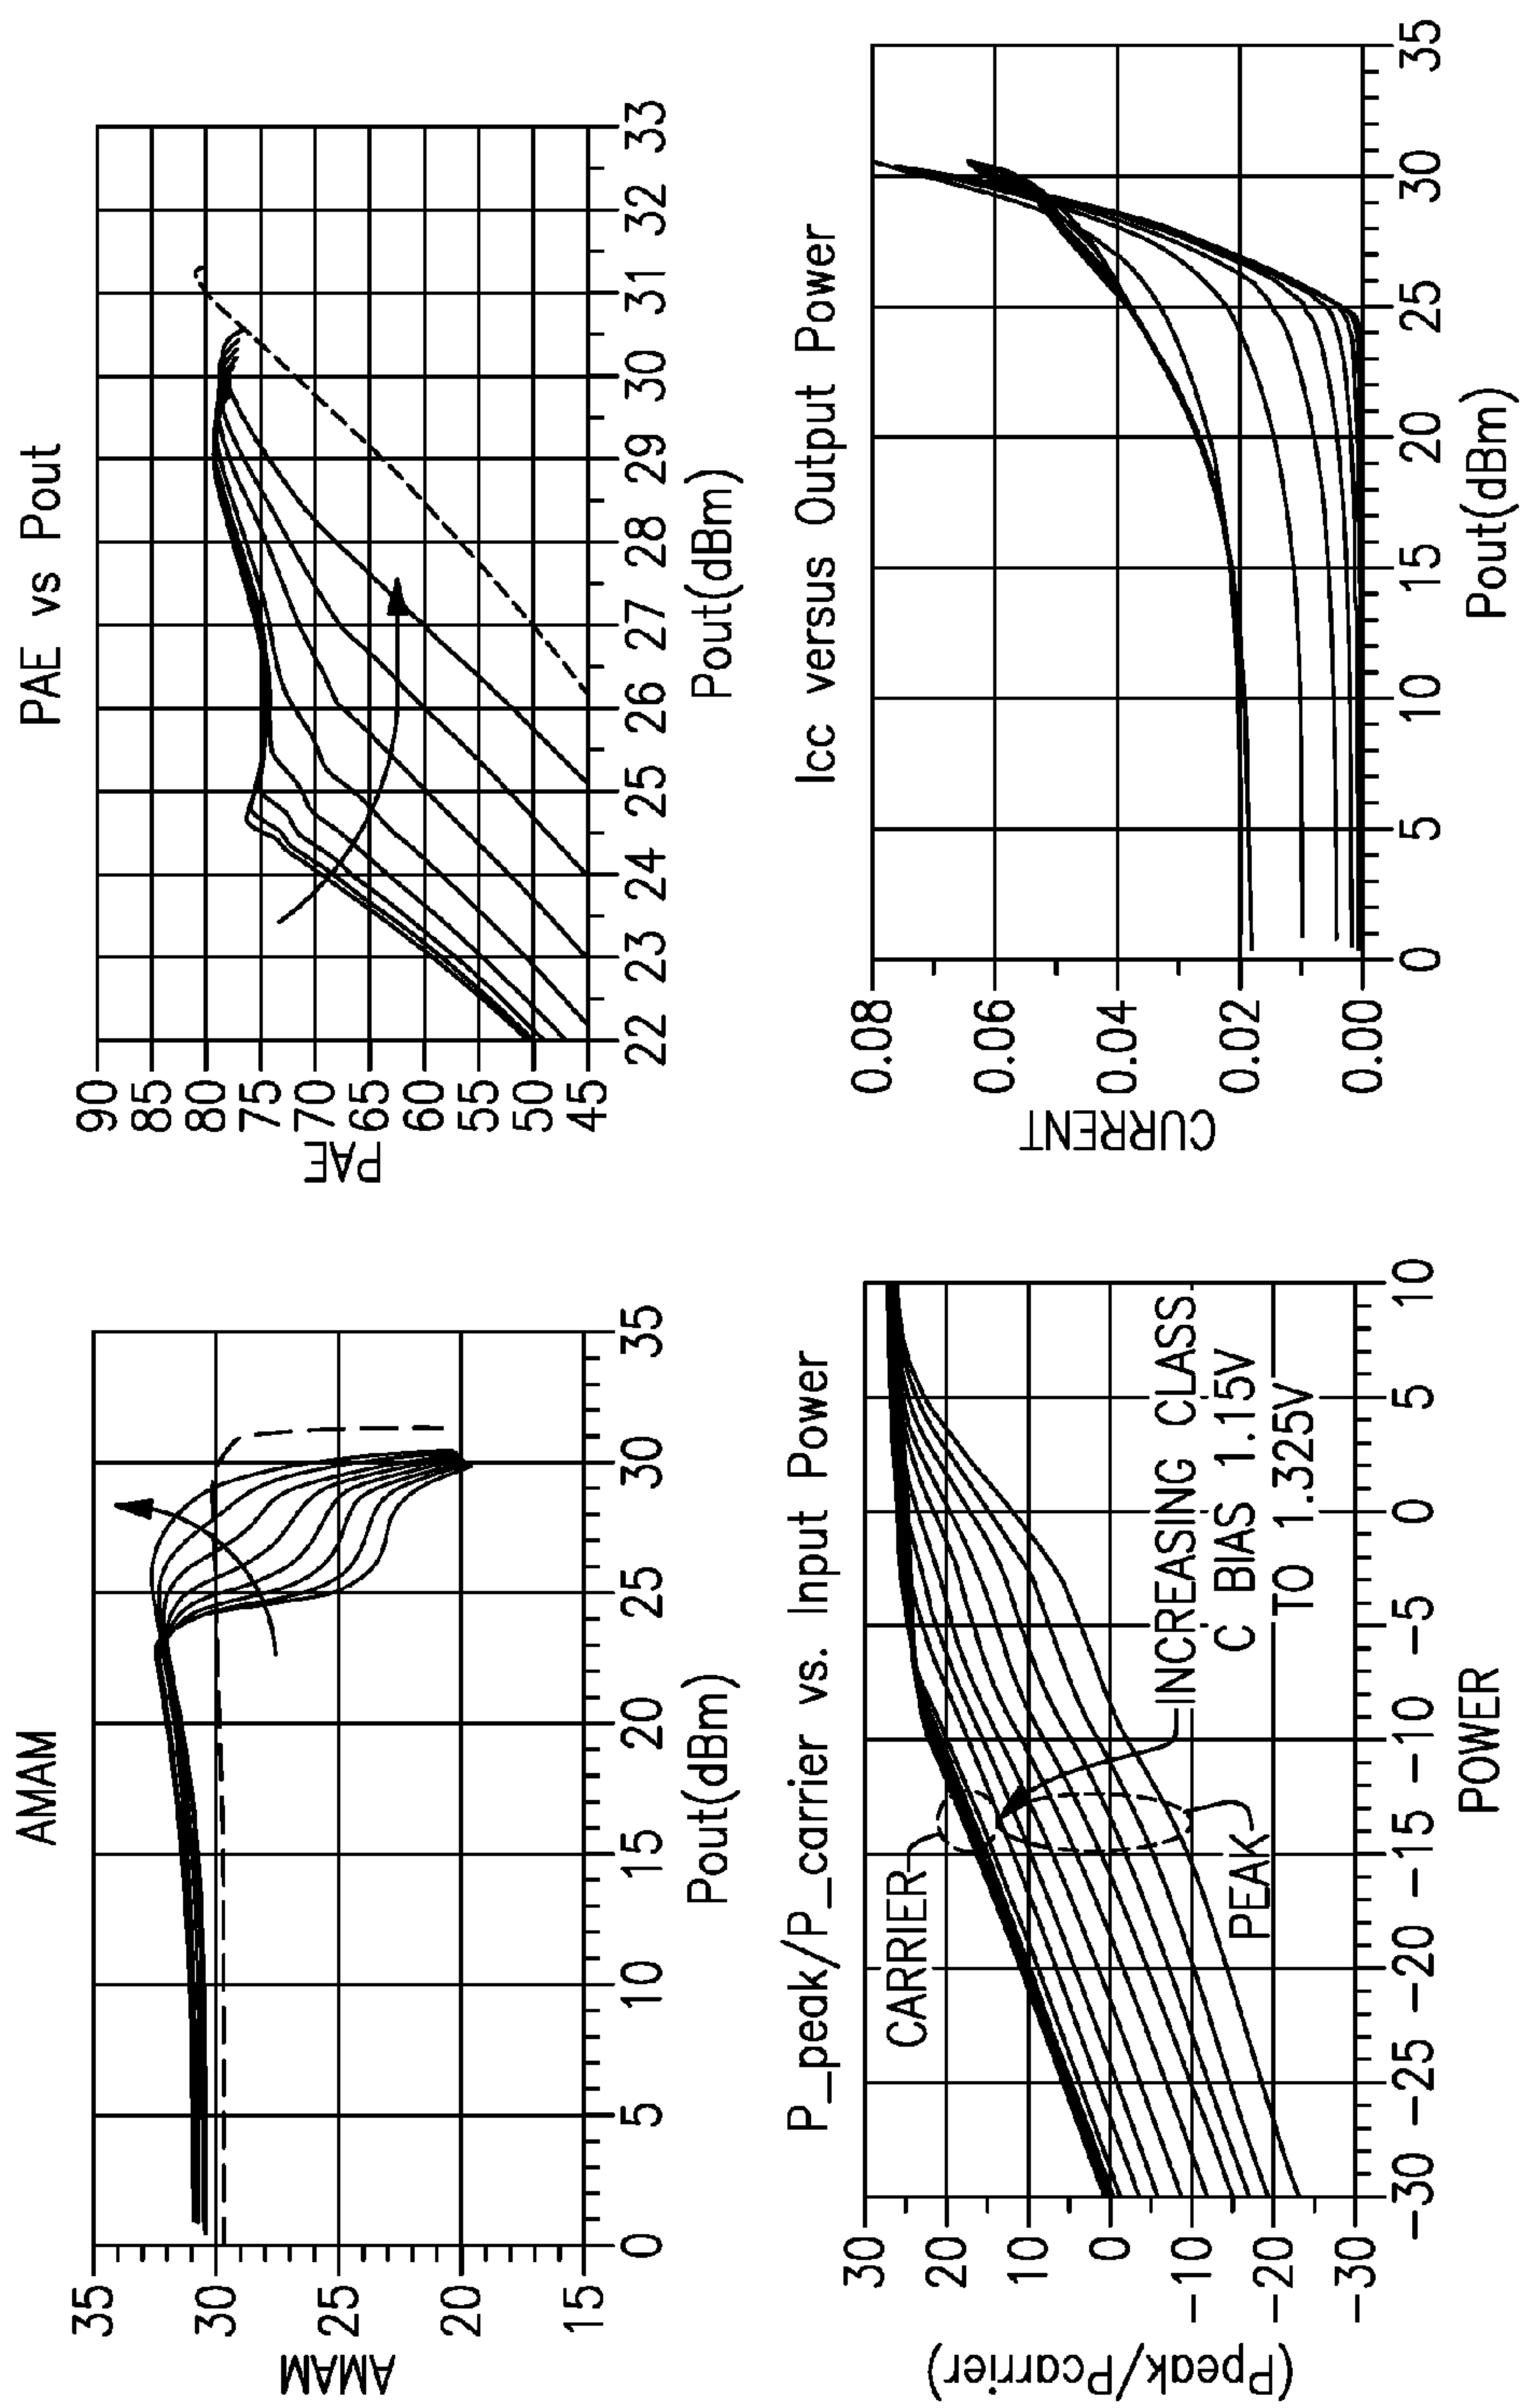 AMAM
35
30
25
20
15
AMAM
0 5 10 15 20 25 30 35
Pout(dBm)
PAE vs Pout
90
85
80
75
70
65
60
55
50
45
PAE
22 23 24 25 26 27 28 29 30 31 32 33
Pout(dBm)
P_peak/P_carrier vs. Input Power
30
20
10
0
-10
-20
-30
(Ppeak/Pcarrier)
CARRIER
PEAK
INCREASING CLASS
C BIAS 1.15V
TO 1.325V
-30 -25 -20 -15 -10 -5 0 5 10
POWER
Icc versus Output Power
0.08
0.06
0.04
0.02
0.00
CURRENT
0 5 10 15 20 25 30 35
Pout(dBm)